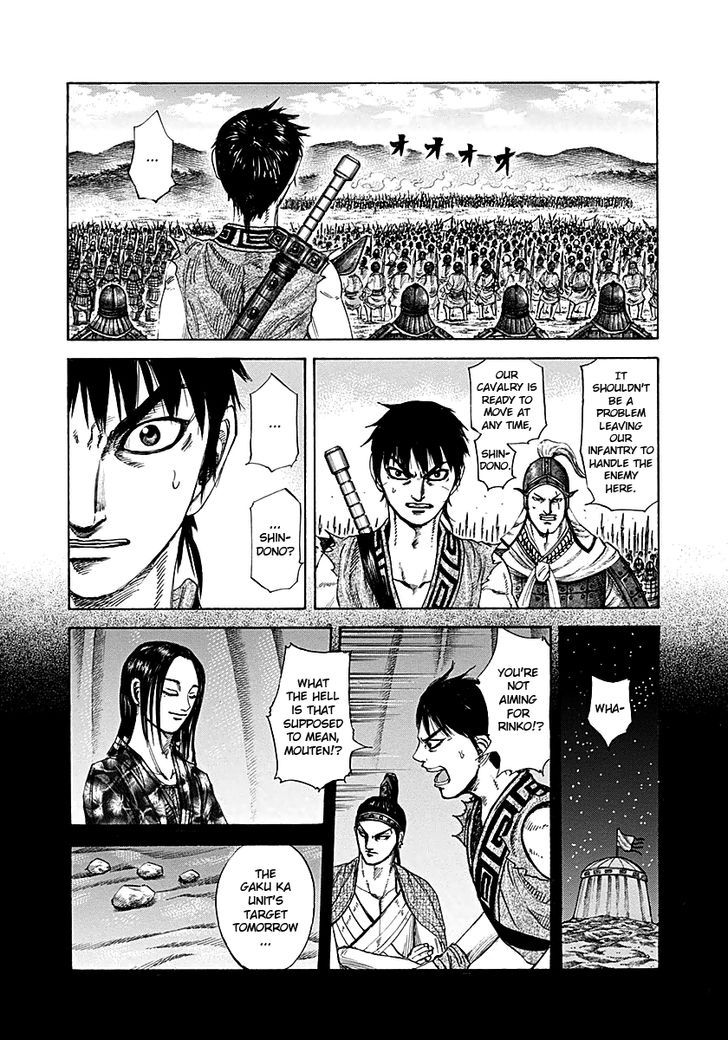 ...
オオオオ
IT
SHOULDN'T
BE A
PROBLEM
LEAVING
OUR
INFANTRY TO
HANDLE THE
ENEMY
HERE.
OUR
CAVALRY IS
READY TO
MOVE AT
ANY TIME,
SHIN-
DONO.
...
...
SHIN-
DONO?
WHA-
YOU'RE
NOT
AIMING
FOR
RINKO!?
WHAT
THE HELL
IS THAT
SUPPOSED
TO MEAN,
MOUTEN!?
THE
GAKU KA
UNIT'S
TARGET
TOMORROW
...